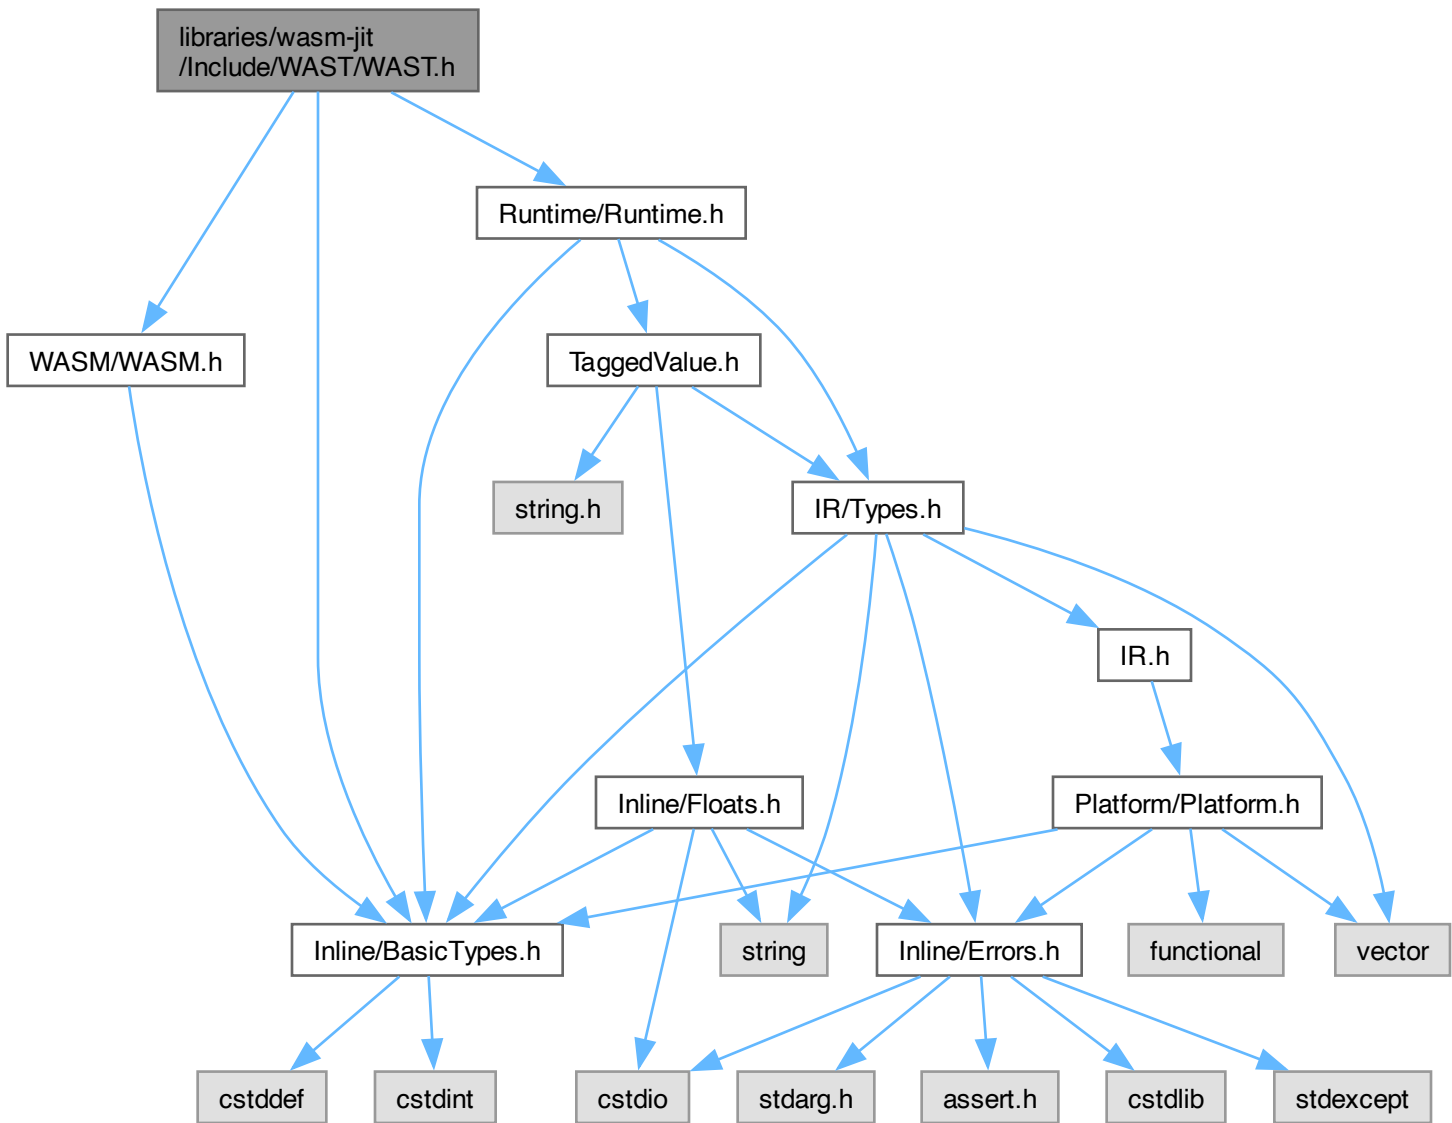 libraries/wasm-jit
/Include/WAST/WAST.h
Runtime/Runtime.h
WASM/WASM.h
TaggedValue.h
string.h
IR/Types.h
IR.h
Inline/Floats.h
Platform/Platform.h
Inline/BasicTypes.h
string
Inline/Errors.h
functional
vector
cstddef
cstdint
cstdio
stdarg.h
assert.h
cstdlib
stdexcept